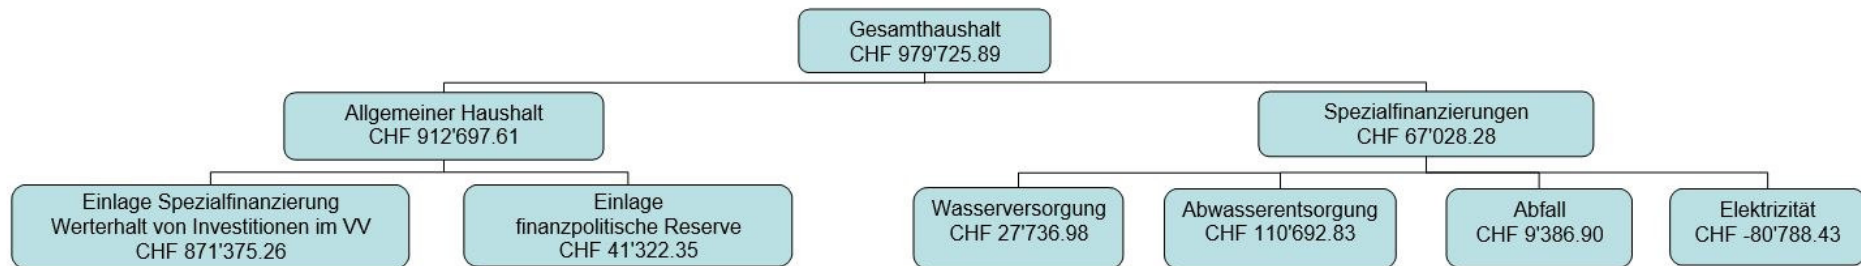 Gesamthaushalt
CHF 979'725.89
Allgemeiner Haushalt
CHF 912'697.61
Spezialfinanzierungen
CHF 67'028.28
Einlage Spezialfinanzierung
Werterhalt von Investitionen im VV
CHF 871'375.26
Einlage
finanzpolitische Reserve
CHF 41'322.35
Wasserversorgung
CHF 27'736.98
Abwasserentsorgung
CHF 110'692.83
Abfall
CHF 9'386.90
Elektrizität
CHF -80'788.43